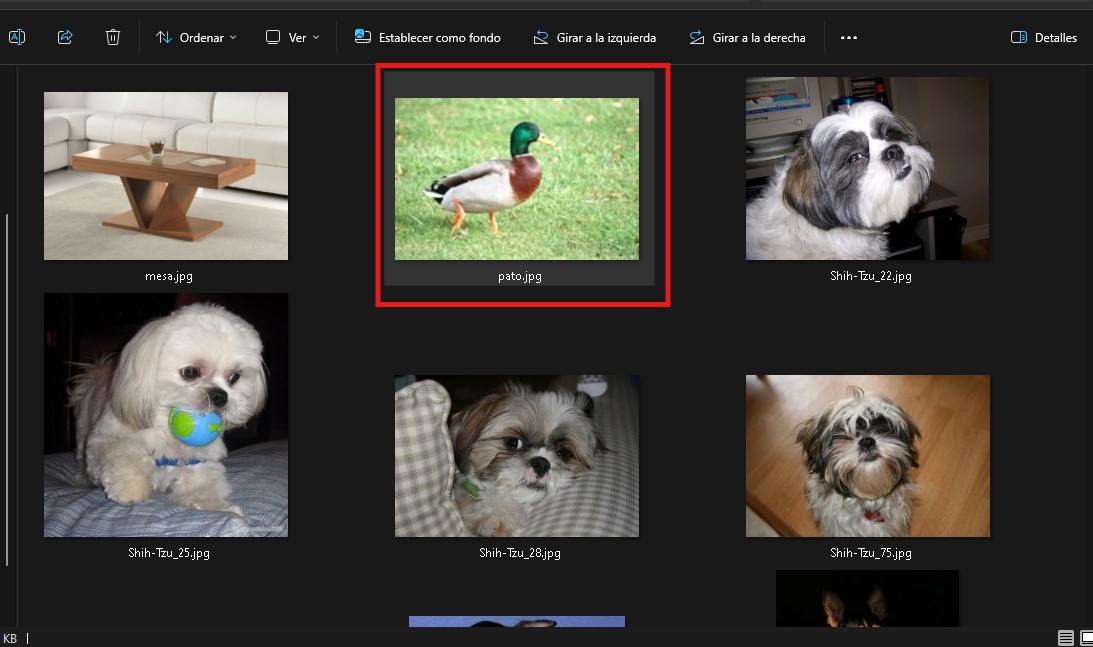 Ordenar
Ver
Establecer como fondo
Girar a la izquierda
Girar a la derecha
Detalles
mesa.jpg
pato.jpg
Shih-Tzu_22.jpg
Shih-Tzu_25.jpg
Shih-Tzu_28.jpg
Shih-Tzu_75.jpg
KB